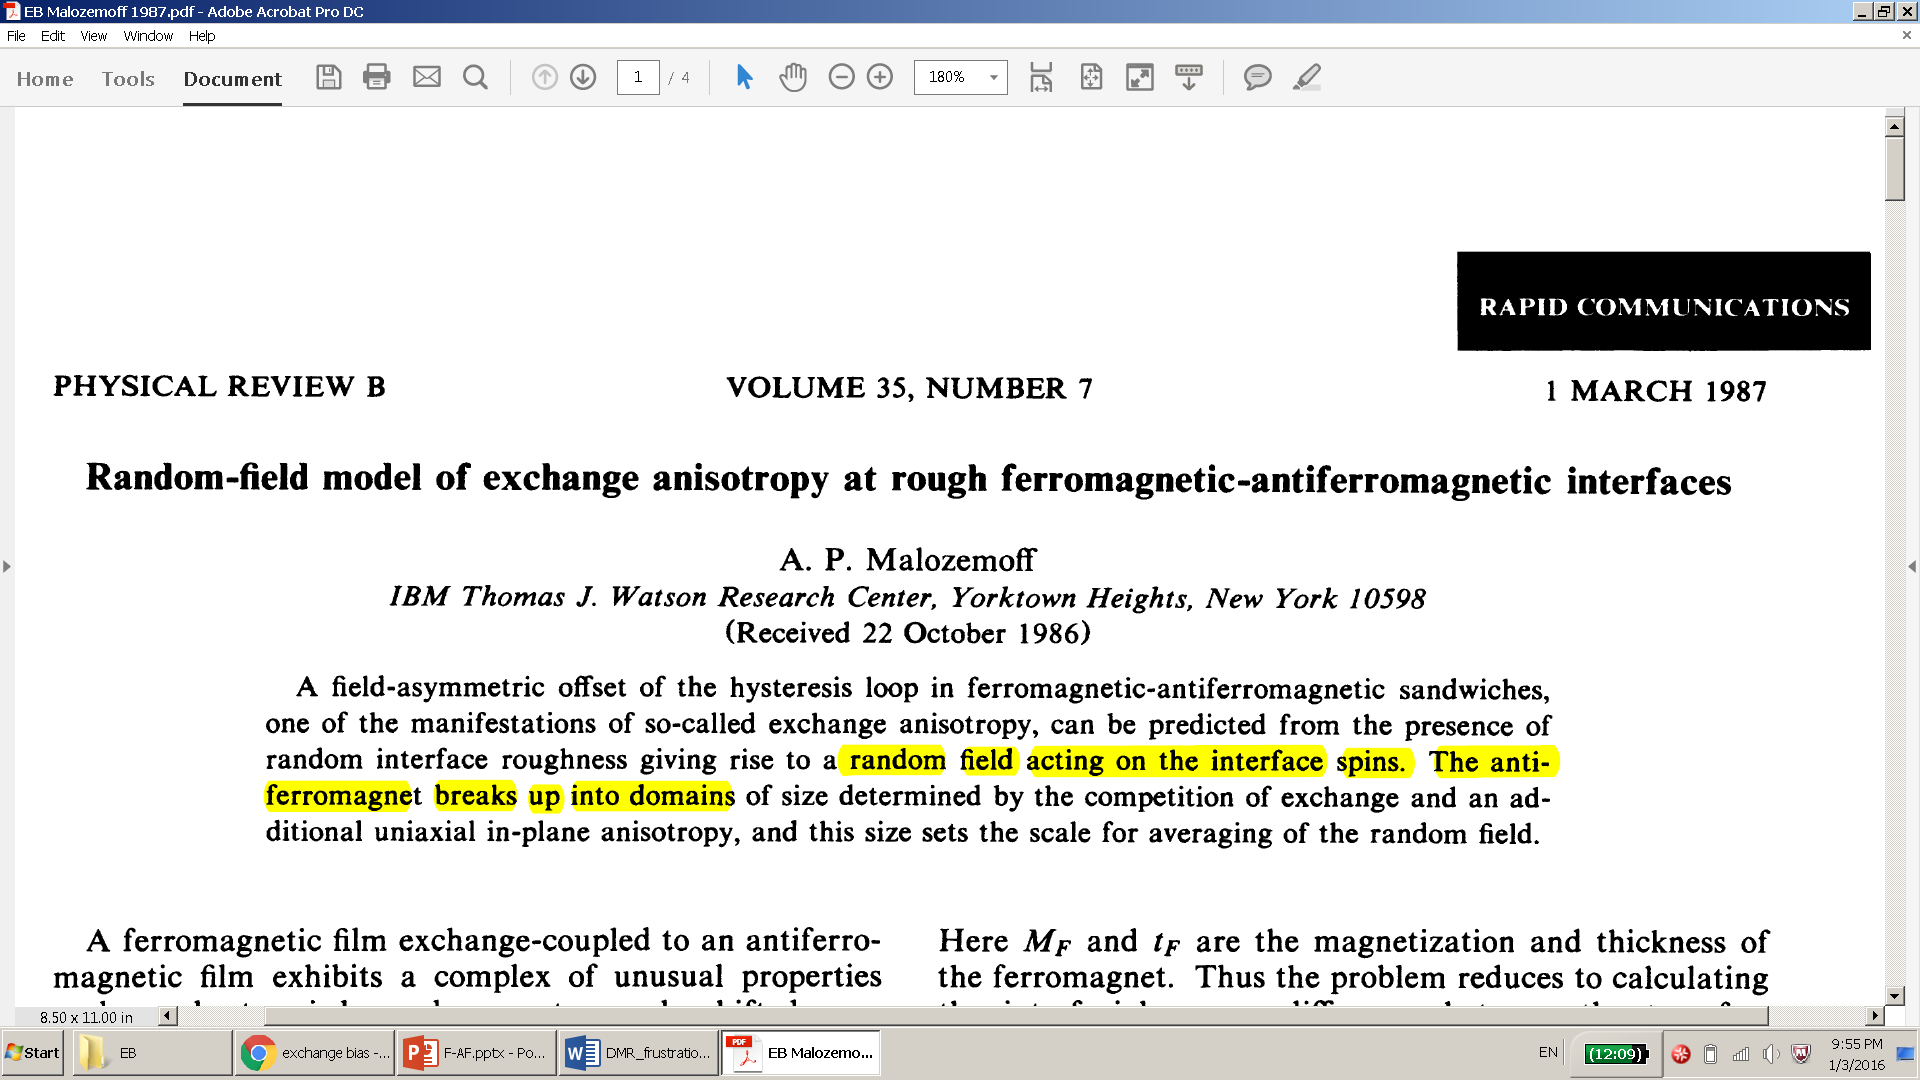 EB Malozemoff 1987.pdf - Adobe Acrobat Pro DC
File Edit View Window Help
Home Tools Document 1 / 4 180%
RAPID COMMUNICATIONS
PHYSICAL REVIEW B VOLUME 35, NUMBER 7 1 MARCH 1987
Random-field model of exchange anisotropy at rough ferromagnetic-antiferromagnetic interfaces
A. P. Malozemoff
IBM Thomas J. Watson Research Center, Yorktown Heights, New York 10598
(Received 22 October 1986)
A field-asymmetric offset of the hysteresis loop in ferromagnetic-antiferromagnetic sandwiches,
one of the manifestations of so-called exchange anisotropy, can be predicted from the presence of
random interface roughness giving rise to a random field acting on the interface spins. The anti-
ferromagnet breaks up into domains of size determined by the competition of exchange and an ad-
ditional uniaxial in-plane anisotropy, and this size sets the scale for averaging of the random field.
A ferromagnetic film exchange-coupled to an antiferro-
magnetic film exhibits a complex of unusual properties
Here MF and tF are the magnetization and thickness of
the ferromagnet. Thus the problem reduces to calculating
8.50 x 11.00 in
Start EB exchange bias -... F-AF.pptx - Po... DMR_frustratio... EB Malozemo... EN (12:09) 9:55 PM
1/3/2016